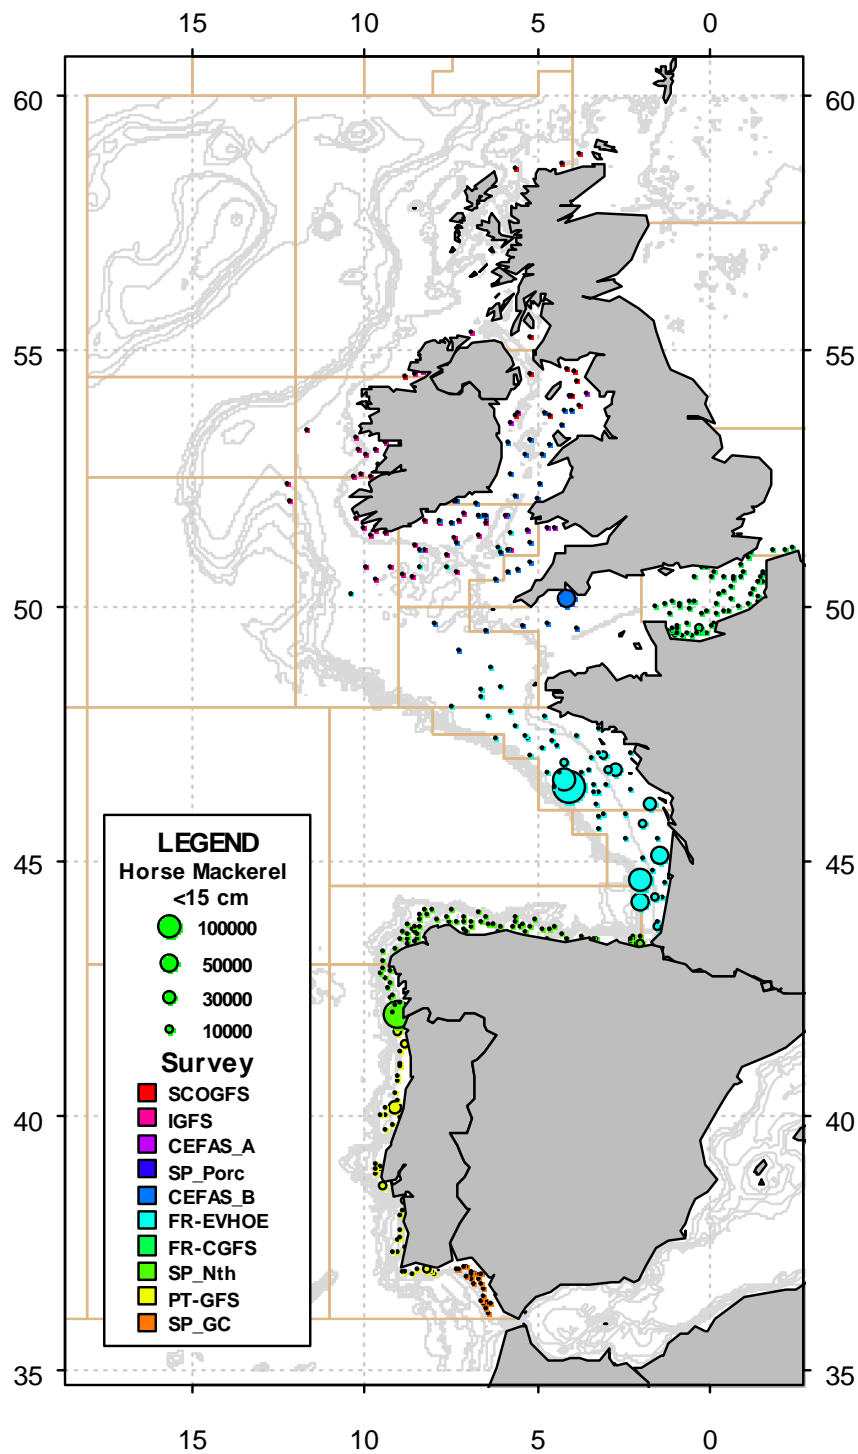 15 10 5 0
60 60
55 55
50 50
45 45
40 40
35 35
LEGEND
Horse Mackerel
<15 cm
100000
50000
30000
10000
Survey
SCOGFS
IGFS
CEFAS_A
SP_Porc
CEFAS_B
FR-EVHOE
FR-CGFS
SP_Nth
PT-GFS
SP_GC
15 10 5 0